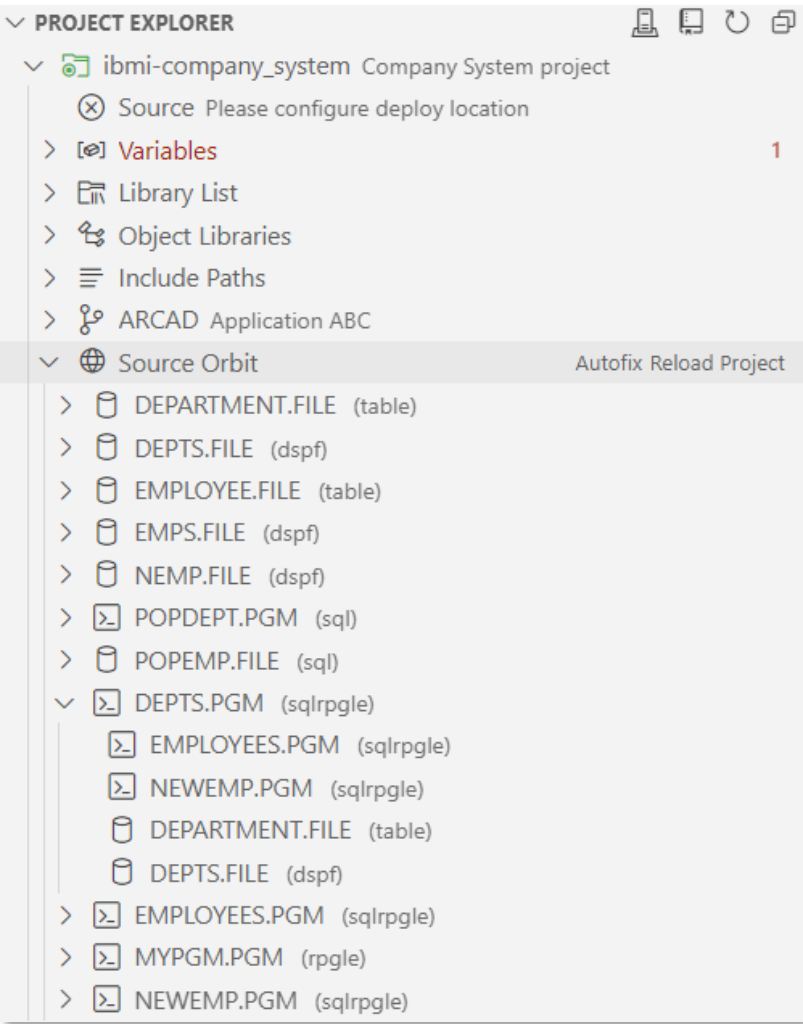 PROJECT EXPLORER
ibmi-company_system Company System project
Source Please configure deploy location
Variables 1
Library List
Object Libraries
Include Paths
ARCAD Application ABC
Source Orbit Autofix Reload Project
DEPARTMENT.FILE (table)
DEPTS.FILE (dspf)
EMPLOYEE.FILE (table)
EMPS.FILE (dspf)
NEMP.FILE (dspf)
POPDEPT.PGM (sql)
POPEMP.FILE (sql)
DEPTS.PGM (sqlrpgle)
EMPLOYEES.PGM (sqlrpgle)
NEWEMP.PGM (sqlrpgle)
DEPARTMENT.FILE (table)
DEPTS.FILE (dspf)
EMPLOYEES.PGM (sqlrpgle)
MYPGM.PGM (rpgle)
NEWEMP.PGM (sqlrpgle)